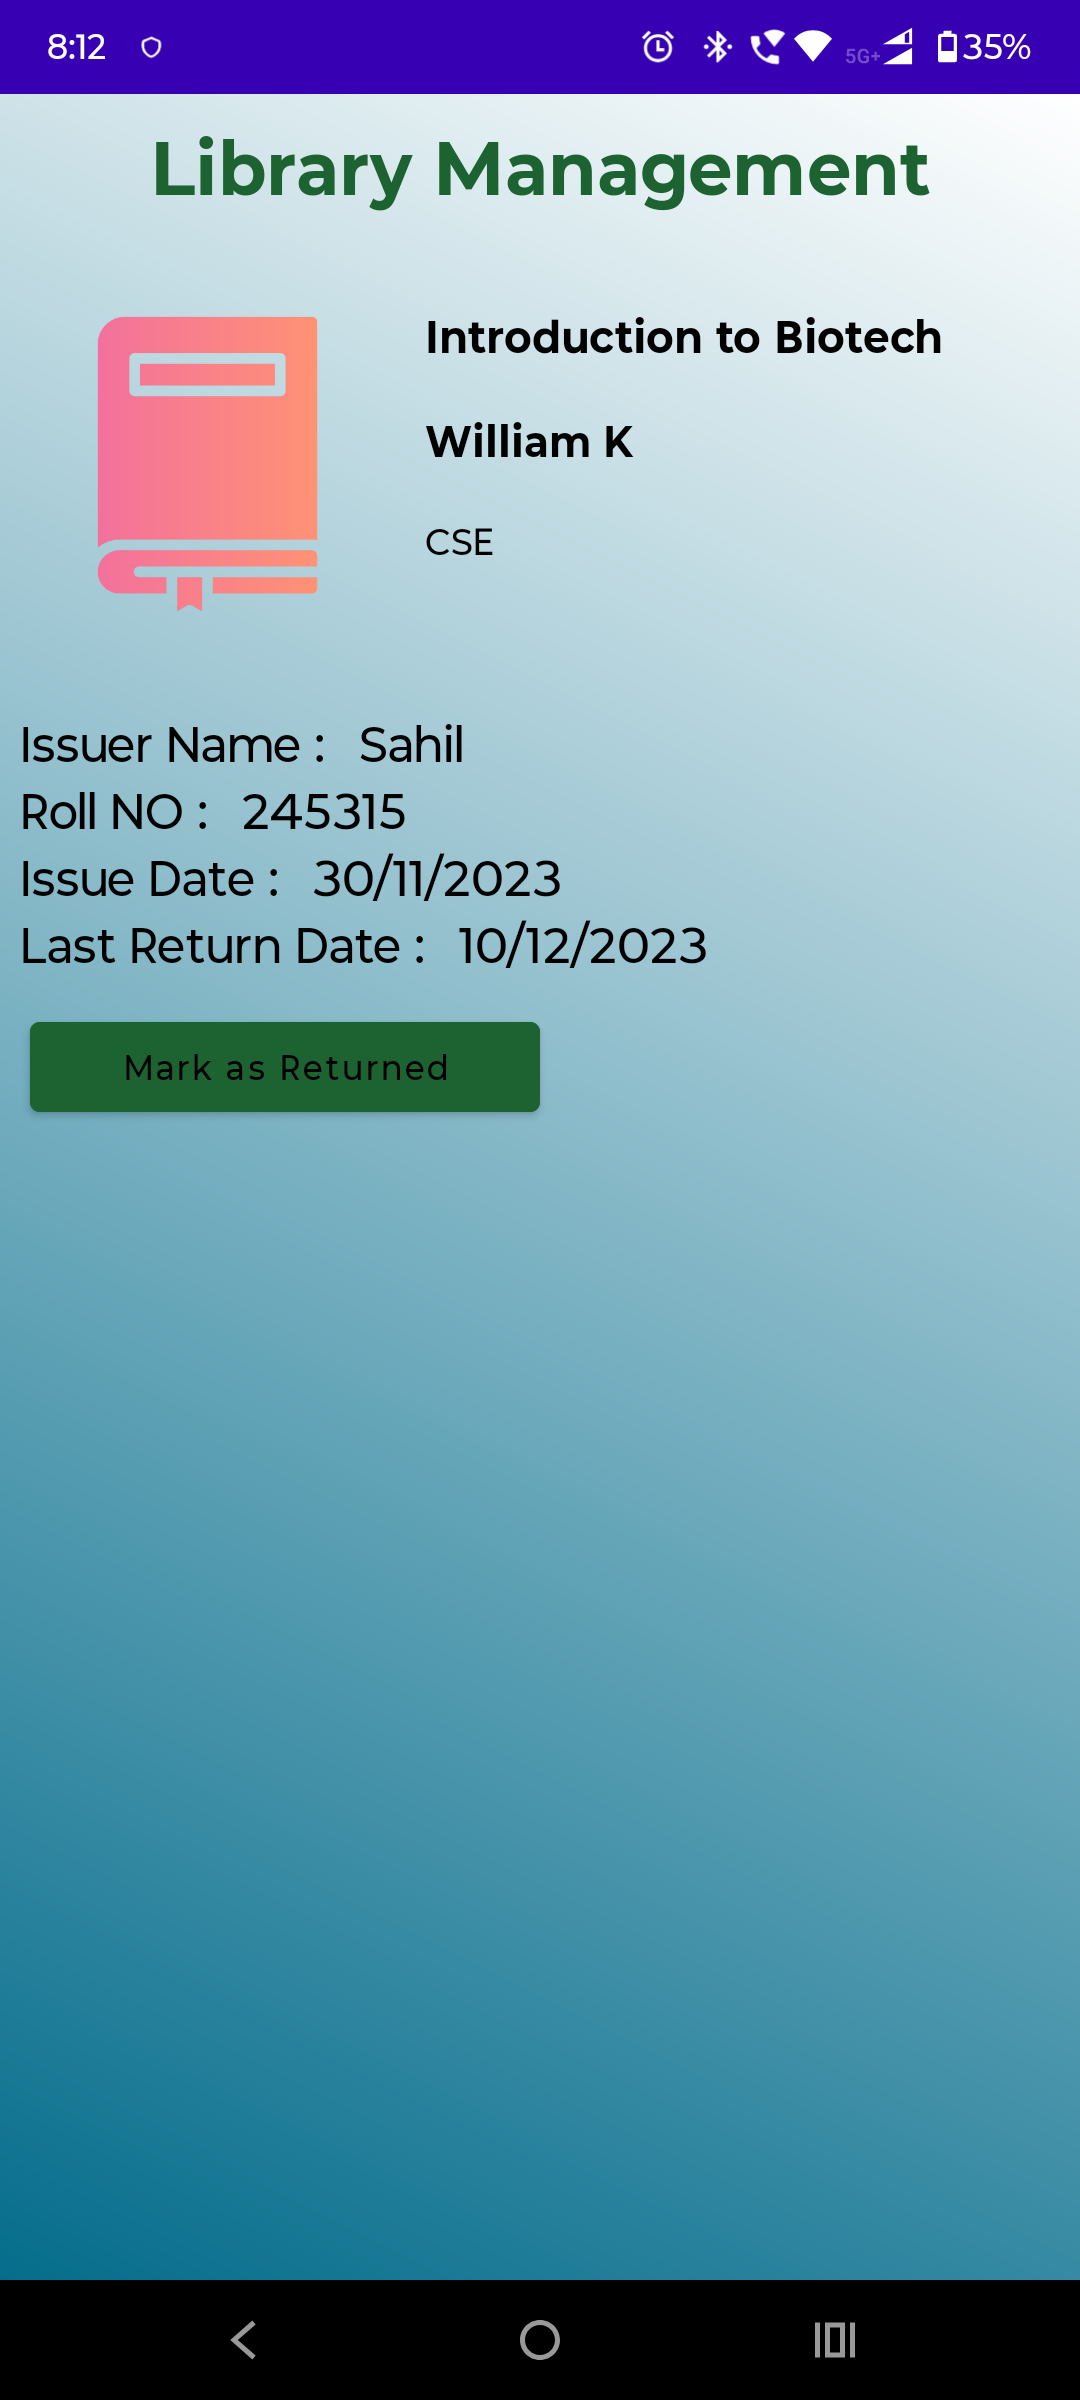 8:12
5G+ 35%
Library Management
Introduction to Biotech
William K
CSE
Issuer Name : Sahil
Roll NO : 245315
Issue Date : 30/11/2023
Last Return Date : 10/12/2023
Mark as Returned